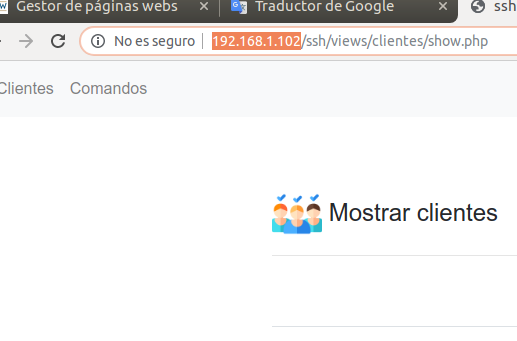 Gestor de páginas webs × Traductor de Google × ssh
No es seguro | 192.168.1.102/ssh/views/clientes/show.php
Clientes Comandos
Mostrar clientes